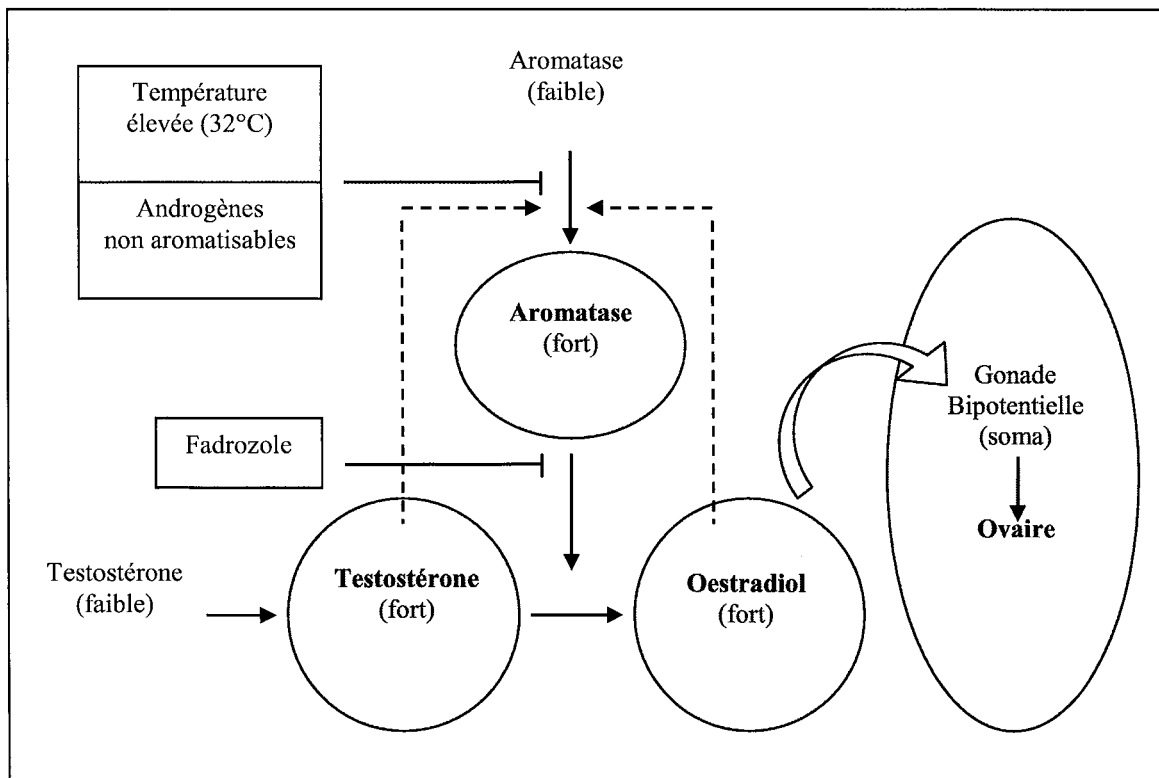 Aromatase
(faible)
Température
élevée (32°C)
Androgènes
non aromatisables
Aromatase
(fort)
Gonade
Bipotentielle
(soma)
Ovaire
Fadrozole
Testostérone
(faible)
Testostérone
(fort)
Oestradiol
(fort)